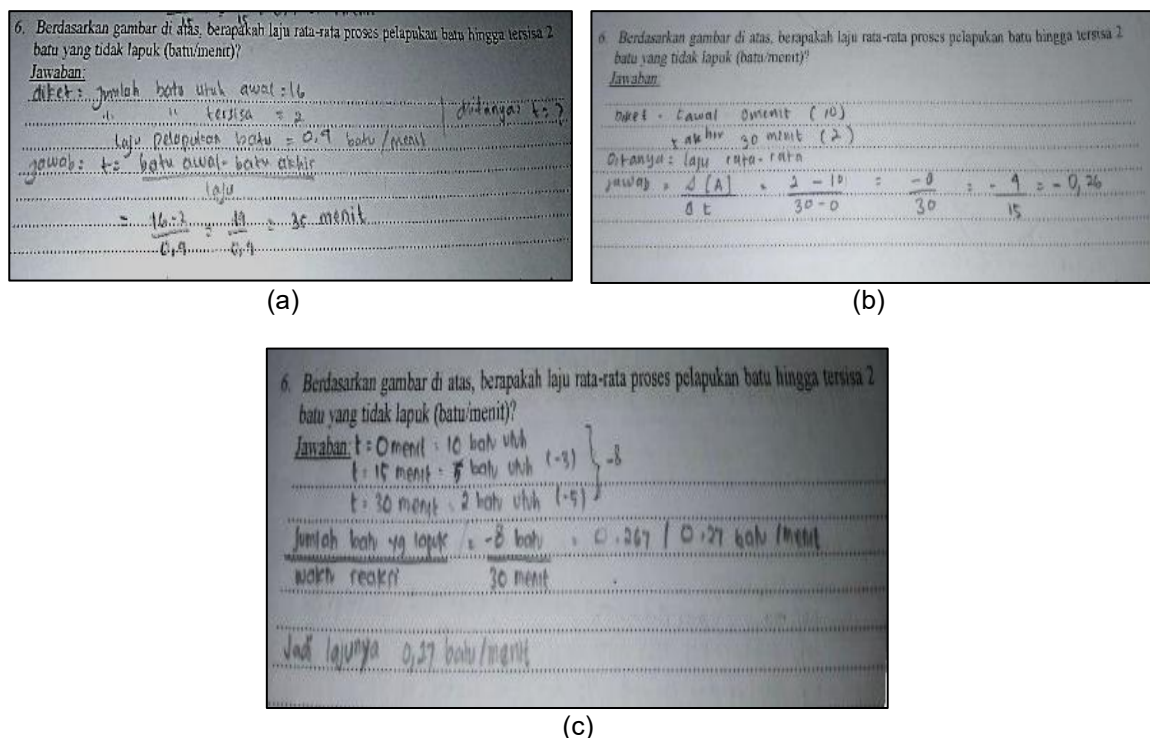 6. Berdasarkan gambar di atas, berapakah laju rata-rata proses pelapukan batu hingga tersisa 2
batu yang tidak lapuk (batu/menit)?
Jawaban:
diket : Jumlah batu utuh awal : 16
" " tersisa = 2
ditanya: t = ?
laju pelapukan batu = 0,4 batu/menit
jawab: t = batu awal - batu akhir
laju
= 16-2 = 14 = 35 menit
0,4 0,4
(a)
6. Berdasarkan gambar di atas, berapakah laju rata-rata proses pelapukan batu hingga tersisa 2
batu yang tidak lapuk (batu/menit)?
Jawaban:
Diket = t awal 0 menit (10)
t akhir 30 menit (2)
Ditanya = laju rata-rata
jawab = Δ [A] = 2 - 10 = -8 = - 4 = - 0,26
Δ t 30 - 0 30 15
(b)
6. Berdasarkan gambar di atas, berapakah laju rata-rata proses pelapukan batu hingga tersisa 2
batu yang tidak lapuk (batu/menit)?
Jawaban: t = 0 menit = 10 batu utuh
t = 15 menit = batu utuh (-3) } -8
t = 30 menit = 2 batu utuh (-5)
Jumlah batu yg lapuk = -8 batu = 0.267 / 0,27 batu /menit
waktu reaksi 30 menit
Jadi lajunya 0,27 batu/menit
(c)